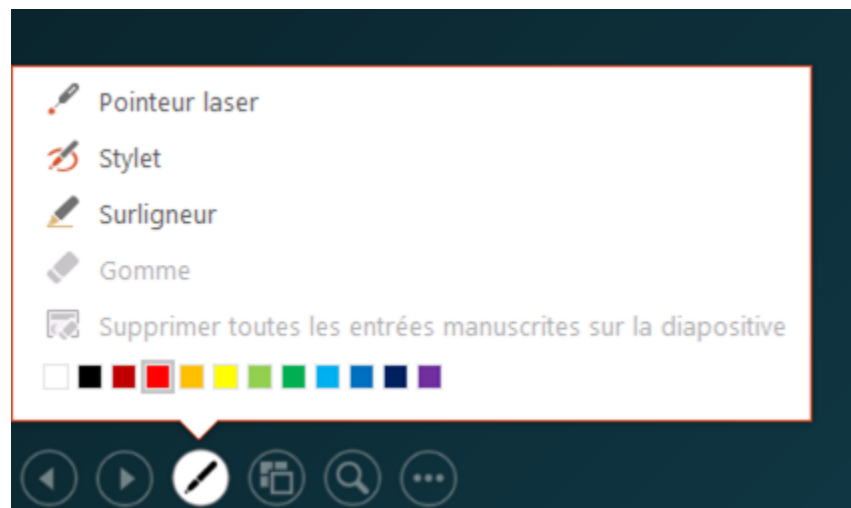 Pointeur laser
Stylet
Surligneur
Gomme
Supprimer toutes les entrées manuscrites sur la diapositive